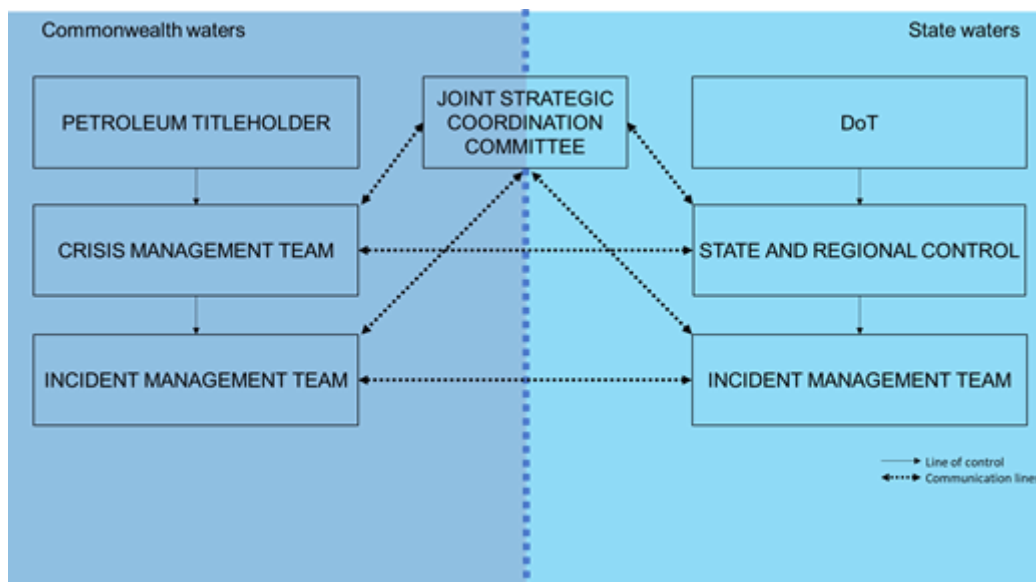 Commonwealth waters
State waters
PETROLEUM TITLEHOLDER
JOINT STRATEGIC
COORDINATION
COMMITTEE
DoT
CRISIS MANAGEMENT TEAM
STATE AND REGIONAL CONTROL
INCIDENT MANAGEMENT TEAM
INCIDENT MANAGEMENT TEAM
Line of control
Communication lines